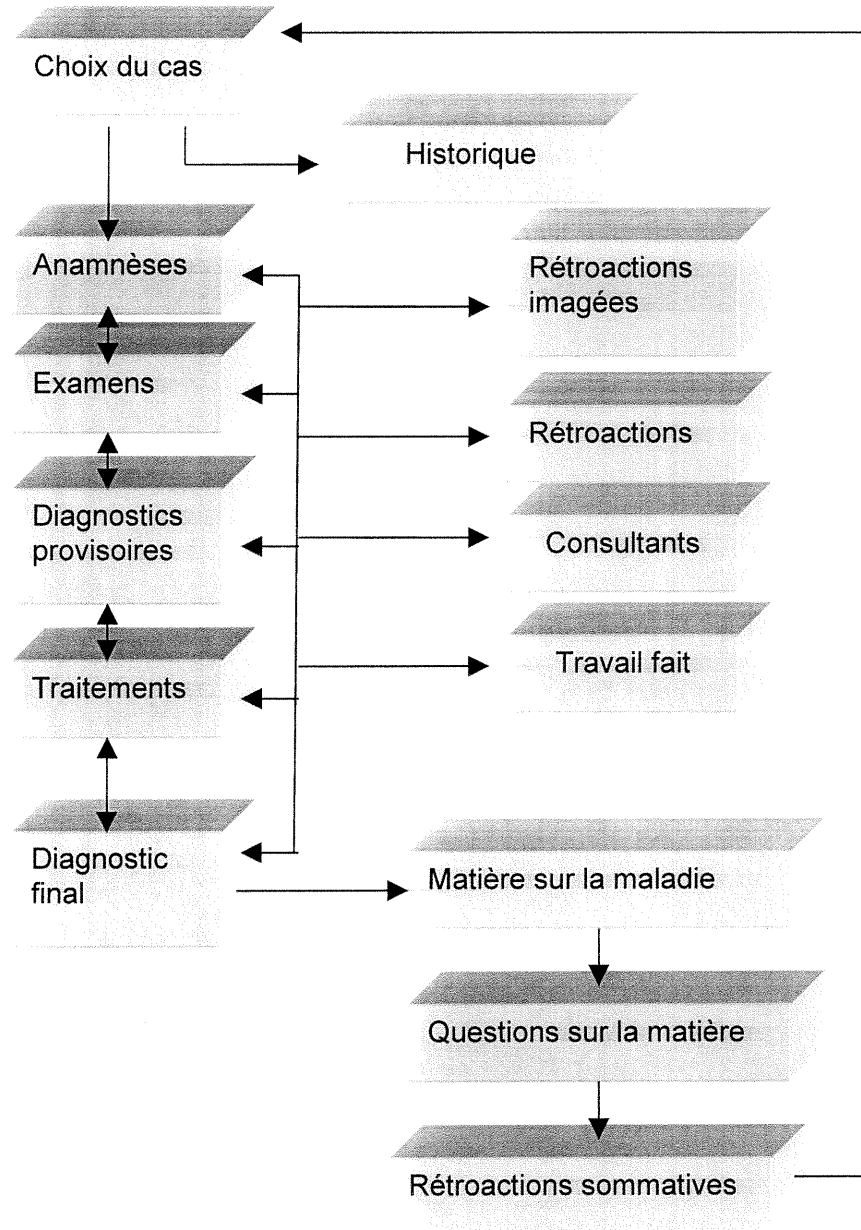 Choix du cas
Historique
Anamnèses
Rétroactions
imagées
Examens
Rétroactions
Diagnostics
provisoires
Consultants
Traitements
Travail fait
Diagnostic
final
Matière sur la maladie
Questions sur la matière
Rétroactions sommatives